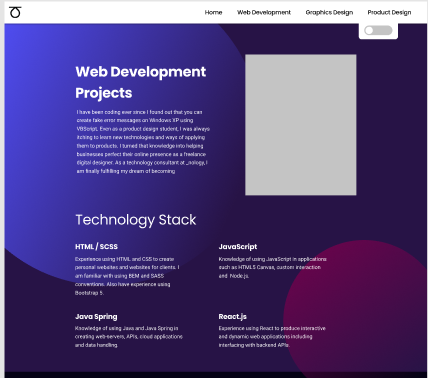 Home Web Development Graphics Design Product Design
Web Development
Projects
I have been coding ever since I found out that you can
create fake error messages on Windows XP using
VBScript. Even as a product design student, I was always
itching to learn new technologies and ways of applying
them to products. I turned that knowledge into helping
businesses perfect their online presence as a freelance
digital designer. As a technology consultant at _nology, I
am finally fulfilling my dream of becoming
Technology Stack
HTML / SCSS
Experience using HTML and CSS to create
personal websites and websites for clients. I
am familiar with using BEM and SASS
conventions. Also have experience using
Bootstrap 5.
JavaScript
Knowledge of using JavaScript in applications
such as HTML5 Canvas, custom interaction
and Node.js.
Java Spring
Knowledge of using Java and Java Spring in
creating web-servers, APIs, cloud applications
and data handling.
React.js
Experience using React to produce interactive
and dynamic web applications including
interfacing with backend APIs